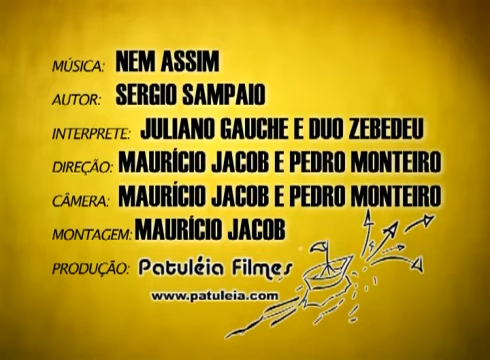 MÚSICA: NEM ASSIM
AUTOR: SERGIO SAMPAIO
INTERPRETE: JULIANO GAUCHE E DUO ZEBEDEU
DIREÇÃO: MAURÍCIO JACOB E PEDRO MONTEIRO
CÂMERA: MAURÍCIO JACOB E PEDRO MONTEIRO
MONTAGEM: MAURÍCIO JACOB
PRODUÇÃO: Patuléia Filmes
www.patuleia.com